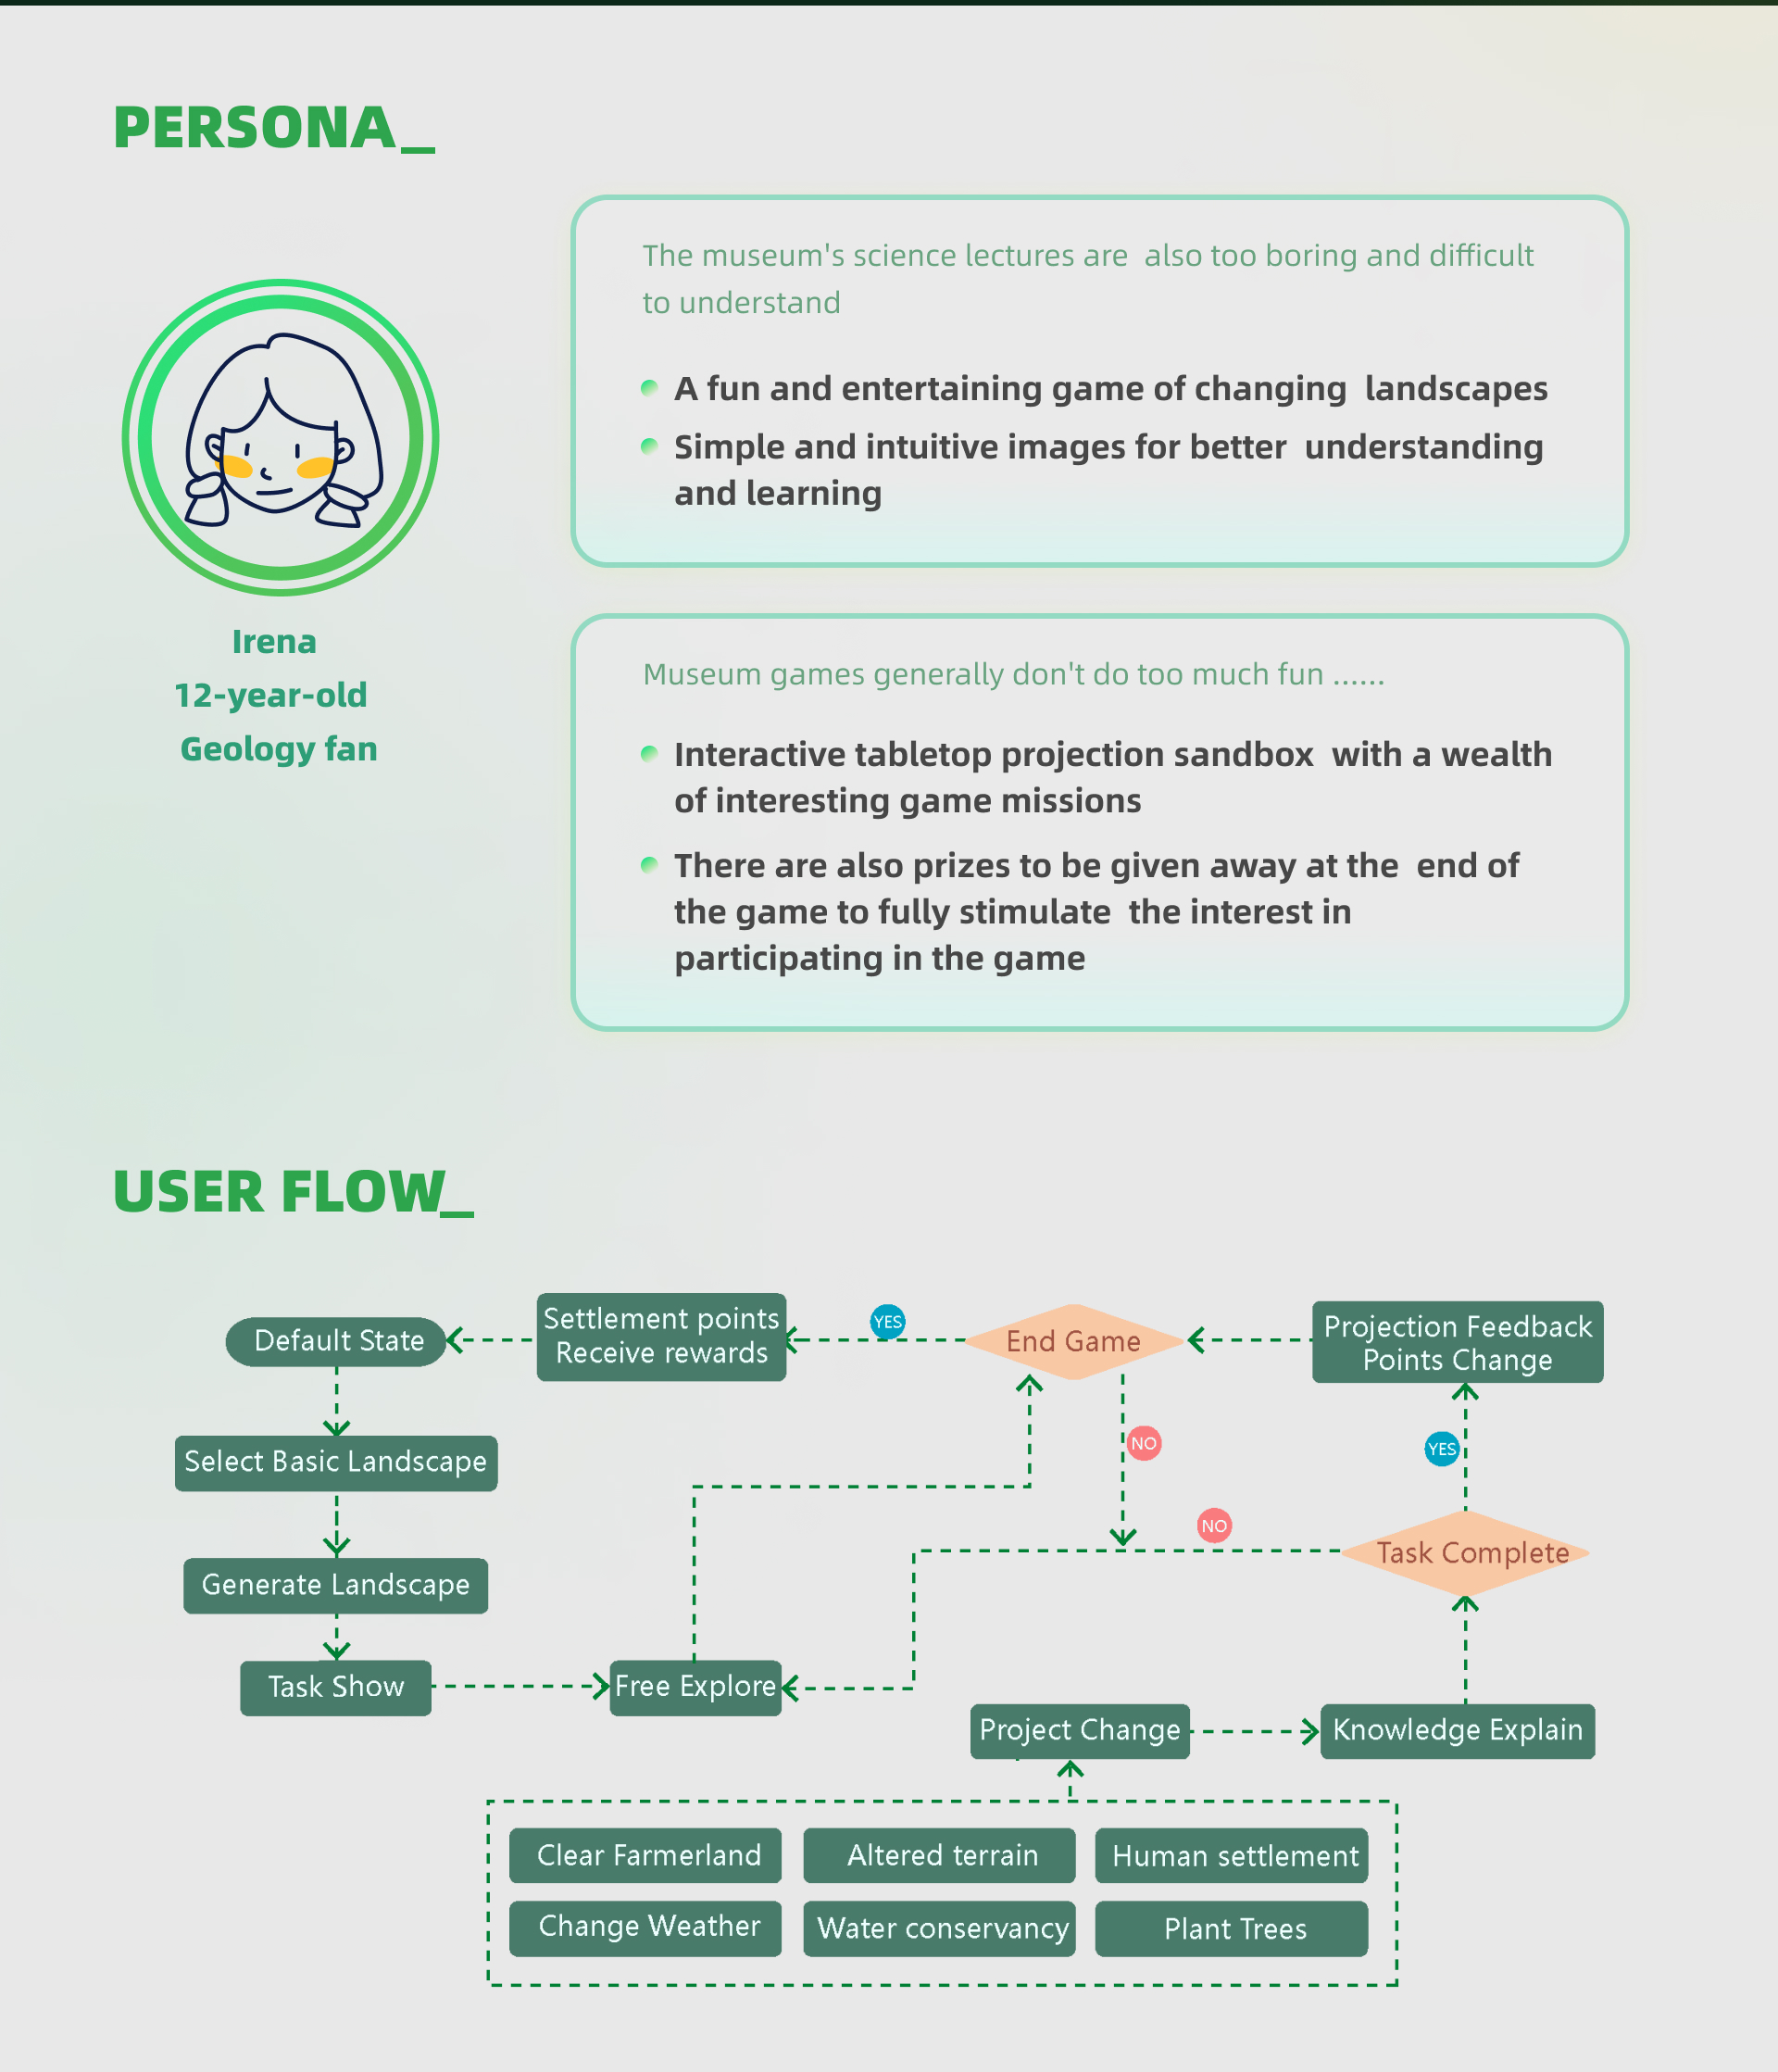 PERSONA_
The museum's science lectures are also too boring and difficult
to understand
A fun and entertaining game of changing landscapes
Simple and intuitive images for better understanding
and learning
Irena
12-year-old
Geology fan
Museum games generally don't do too much fun ......
Interactive tabletop projection sandbox with a wealth
of interesting game missions
There are also prizes to be given away at the end of
the game to fully stimulate the interest in
participating in the game
USER FLOW_
Default State
Settlement points
Receive rewards
YES
End Game
Projection Feedback
Points Change
Select Basic Landscape
NO
YES
Generate Landscape
NO
Task Complete
Task Show
Free Explore
Project Change
Knowledge Explain
Clear Farmerland
Altered terrain
Human settlement
Change Weather
Water conservancy
Plant Trees